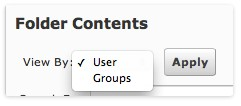 Folder Contents
View By: ✓ User Apply
Groups